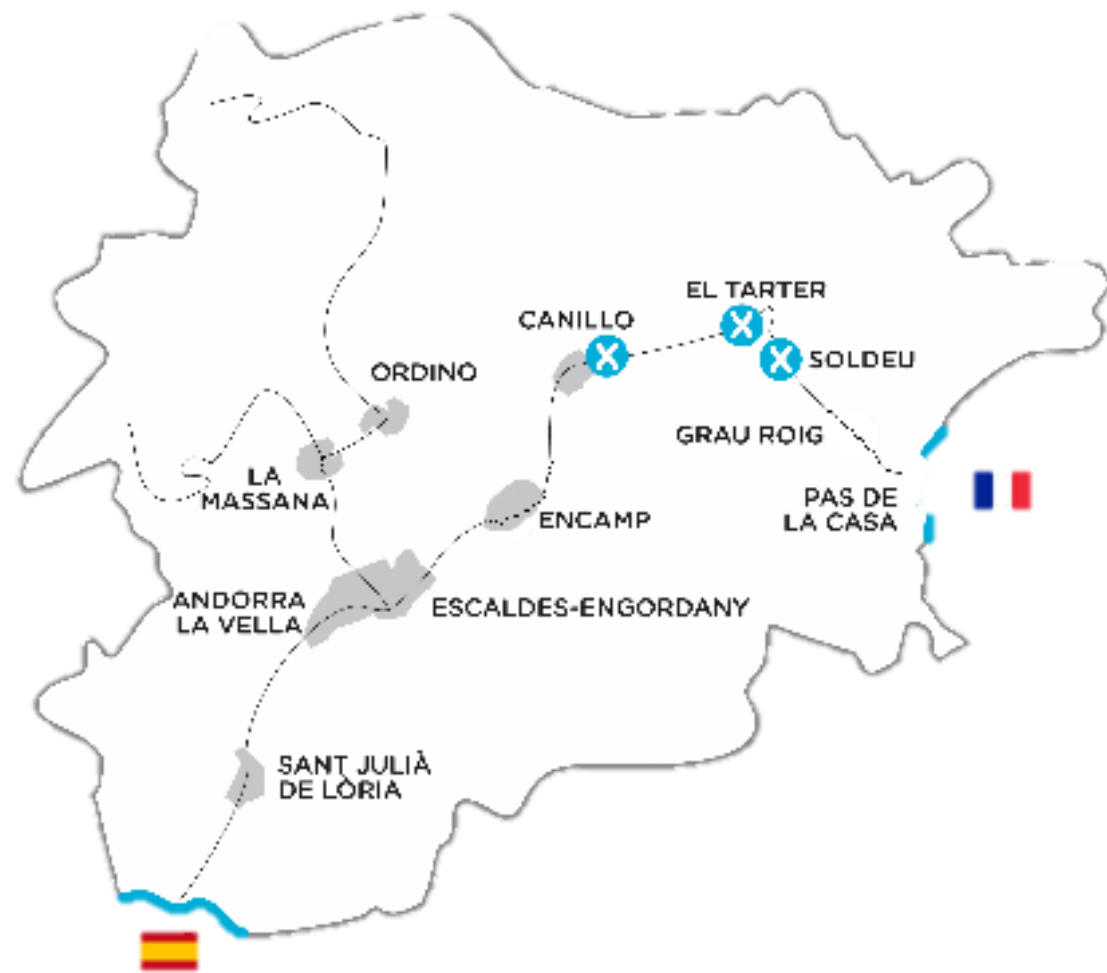 EL TARTER
CANILLO
SOLDEU
ORDINO
GRAU ROIG
LA
MASSANA
PAS DE
LA CASA
ENCAMP
ANDORRA
LA VELLA
ESCALDES-ENGORDANY
SANT JULIÀ
DE LÒRIA